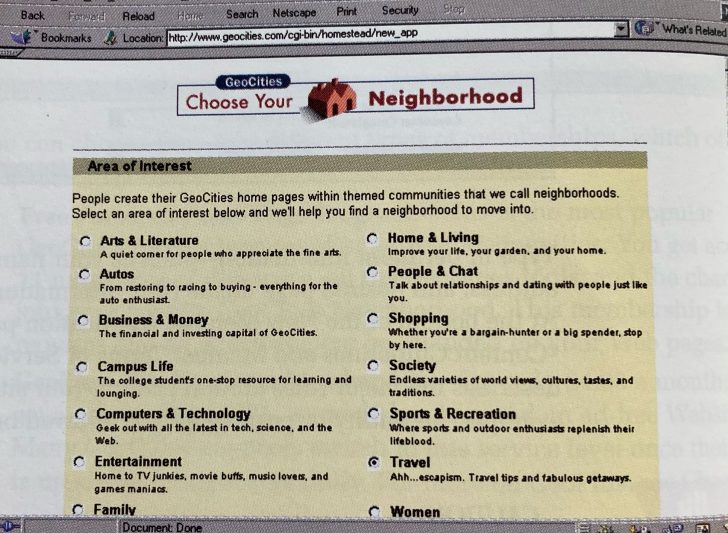 Back Forward Reload Home Search Netscape Print Security Stop
Bookmarks Location: http://www.geocities.com/cgi-bin/homestead/new_app What's Related
GeoCities
Choose Your Neighborhood
Area of Interest
People create their GeoCities home pages within themed communities that we call neighborhoods.
Select an area of interest below and we'll help you find a neighborhood to move into.
Arts & Literature
A quiet corner for people who appreciate the fine arts.
Autos
From restoring to racing to buying - everything for the
auto enthusiast.
Business & Money
The financial and investing capital of GeoCities.
Campus Life
The college student's one-stop resource for learning and
lounging.
Computers & Technology
Geek out with all the latest in tech, science, and the
Web.
Entertainment
Home to TV junkies, movie buffs, music lovers, and
games maniacs.
Family
Home & Living
Improve your life, your garden, and your home.
People & Chat
Talk about relationships and dating with people just like
you.
Shopping
Whether you're a bargain-hunter or a big spender, stop
by here.
Society
Endless varieties of world views, cultures, tastes, and
traditions.
Sports & Recreation
Where sports and outdoor enthusiasts replenish their
lifeblood.
Travel
Ahh...escapism. Travel tips and fabulous getaways.
Women
Document: Done